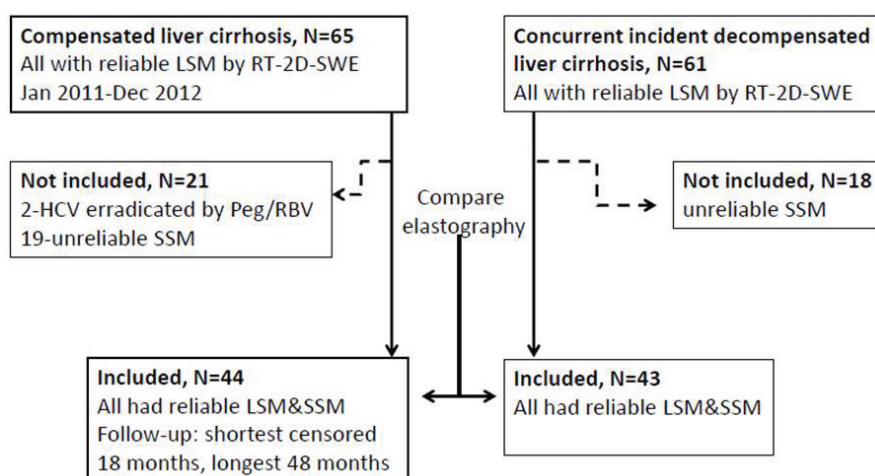 Compensated liver cirrhosis, N=65
All with reliable LSM by RT-2D-SWE
Jan 2011-Dec 2012
Concurrent incident decompensated
liver cirrhosis, N=61
All with reliable LSM by RT-2D-SWE
Not included, N=21
2-HCV erradicated by Peg/RBV
19-unreliable SSM
Compare
elastography
Not included, N=18
unreliable SSM
Included, N=44
All had reliable LSM&SSM
Follow-up: shortest censored
18 months, longest 48 months
Included, N=43
All had reliable LSM&SSM